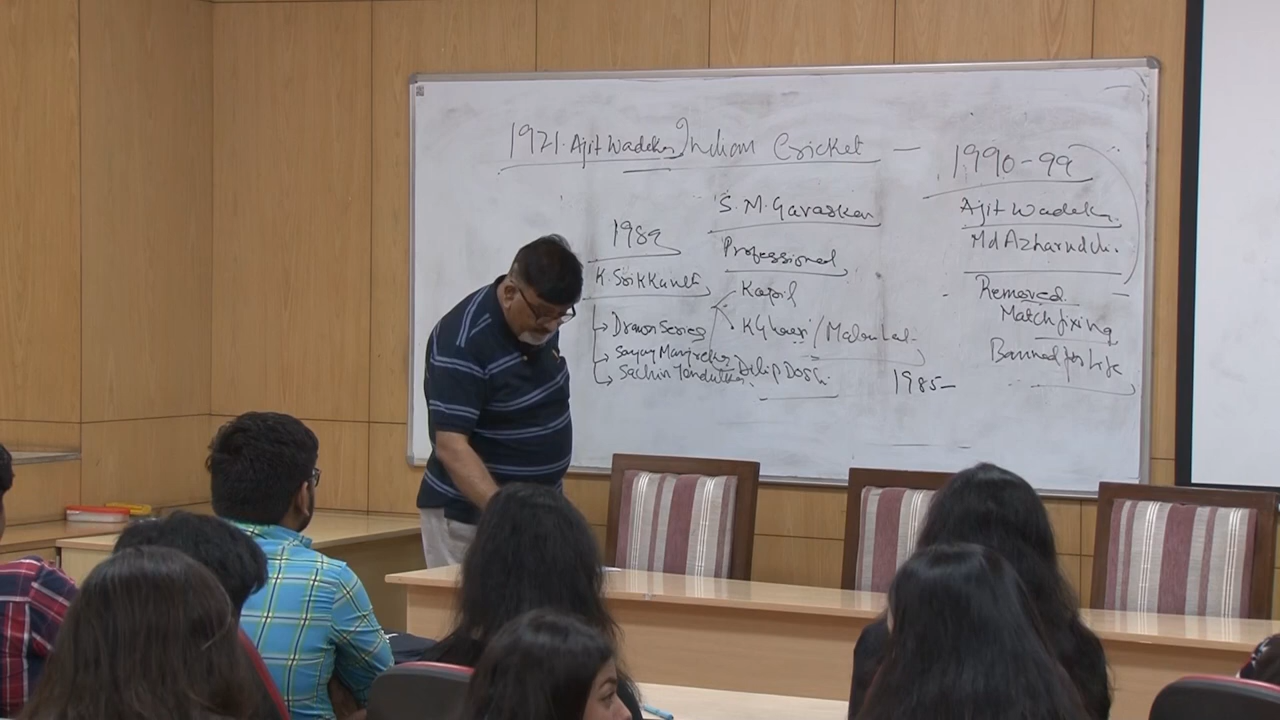 1971. Ajit Wadekar Indian Cricket — 1990-99
S. M. Gavaskar
Professional
Kapil
K Ghavri / Madan Lal
Dilip Doshi
1985-
1989
K. Srikkanth
Drawn Series
Sanjay Manjrekar
Sachin Tendulkar
Ajit Wadekar
Md Azharuddin
Removed
Match fixing
Banned for life